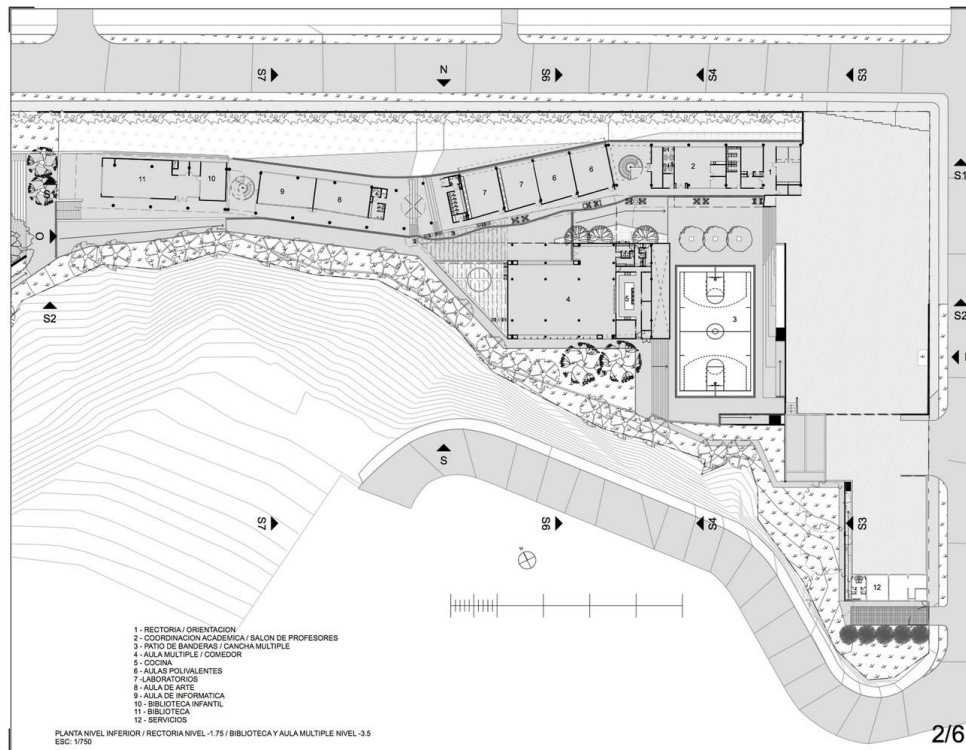 S7
N
S6
S4
S3
S1
11
10
9
8
7
7
6
6
2
1
S1
O
S2
4
5
3
S2
S
S7
S6
S4
S3
12
N
1 - RECTORIA / ORIENTACION
2 - COORDINACION ACADEMICA / SALON DE PROFESORES
3 - PATIO DE BANDERAS / CANCHA MULTIPLE
4 - AULA MULTIPLE / COMEDOR
5 - COCINA
6 - AULAS POLIVALENTES
7 -LABORATORIOS
8 - AULA DE ARTE
9 - AULA DE INFORMATICA
10 - BIBLIOTECA INFANTIL
11 - BIBLIOTECA
12 - SERVICIOS
PLANTA NIVEL INFERIOR / RECTORIA NIVEL -1.75 / BIBLIOTECA Y AULA MULTIPLE NIVEL -3.5
ESC: 1/750
2/6